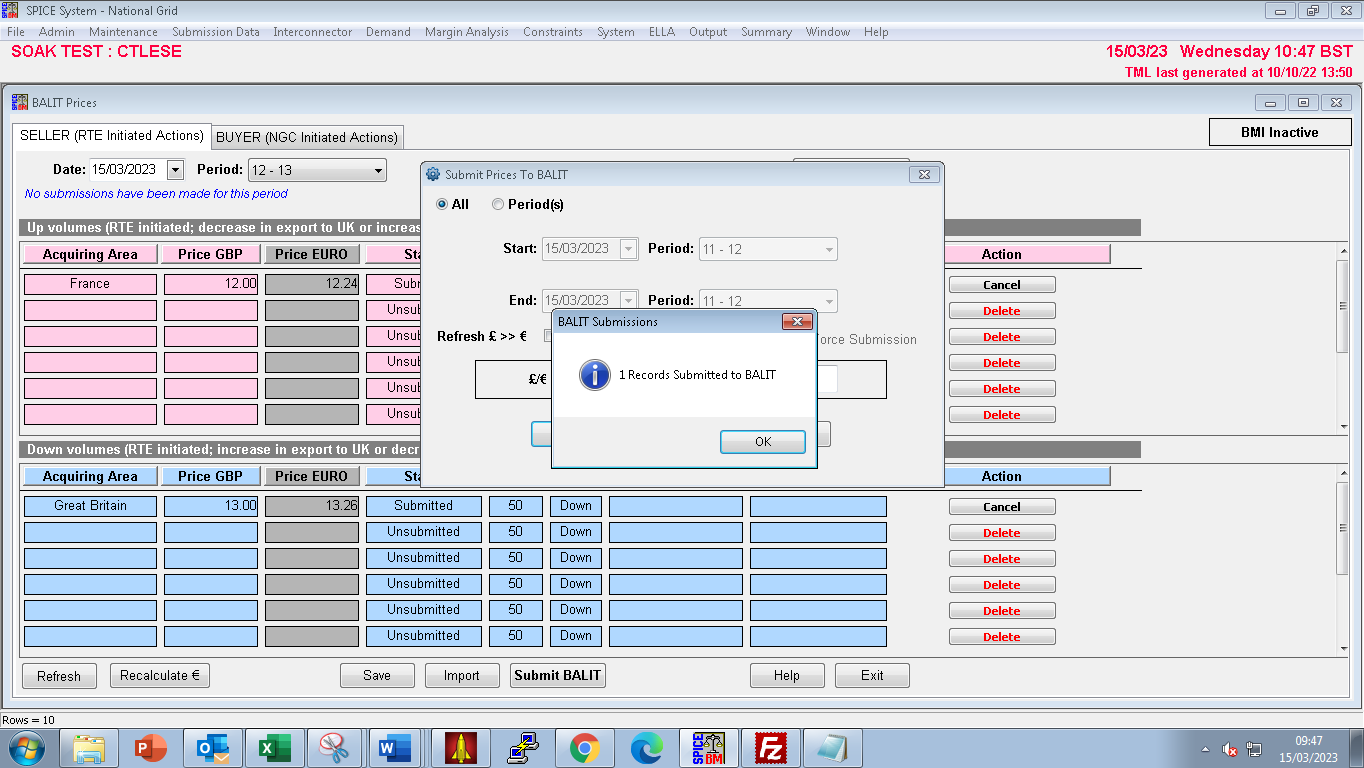 SPICE System - National Grid
File Admin Maintenance Submission Data Interconnector Demand Margin Analysis Constraints System ELLA Output Summary Window Help
SOAK TEST : CTLESE
15/03/23 Wednesday 10:47 BST
TML last generated at 10/10/22 13:50
BALIT Prices
SELLER (RTE Initiated Actions) BUYER (NGC Initiated Actions)
BMI Inactive
Date: 15/03/2023 Period: 12 - 13
No submissions have been made for this period
Submit Prices To BALIT
All Period(s)
Start: 15/03/2023 Period: 11 - 12
End: 15/03/2023 Period: 11 - 12
Refresh £ >> €
orce Submission
£/€
BALIT Submissions
1 Records Submitted to BALIT
OK
Up volumes (RTE initiated; decrease in export to UK or increas
Acquiring Area Price GBP Price EURO Sta Action
France 12.00 12.24 Subn Cancel
Unsub Delete
Unsub Delete
Unsub Delete
Unsub Delete
Unsub Delete
Down volumes (RTE initiated; increase in export to UK or decr
Acquiring Area Price GBP Price EURO Sta Action
Great Britain 13.00 13.26 Submitted 50 Down Cancel
Unsubmitted 50 Down Delete
Unsubmitted 50 Down Delete
Unsubmitted 50 Down Delete
Unsubmitted 50 Down Delete
Unsubmitted 50 Down Delete
Refresh Recalculate € Save Import Submit BALIT Help Exit
Rows = 10
SPICE BMI
09:47
15/03/2023